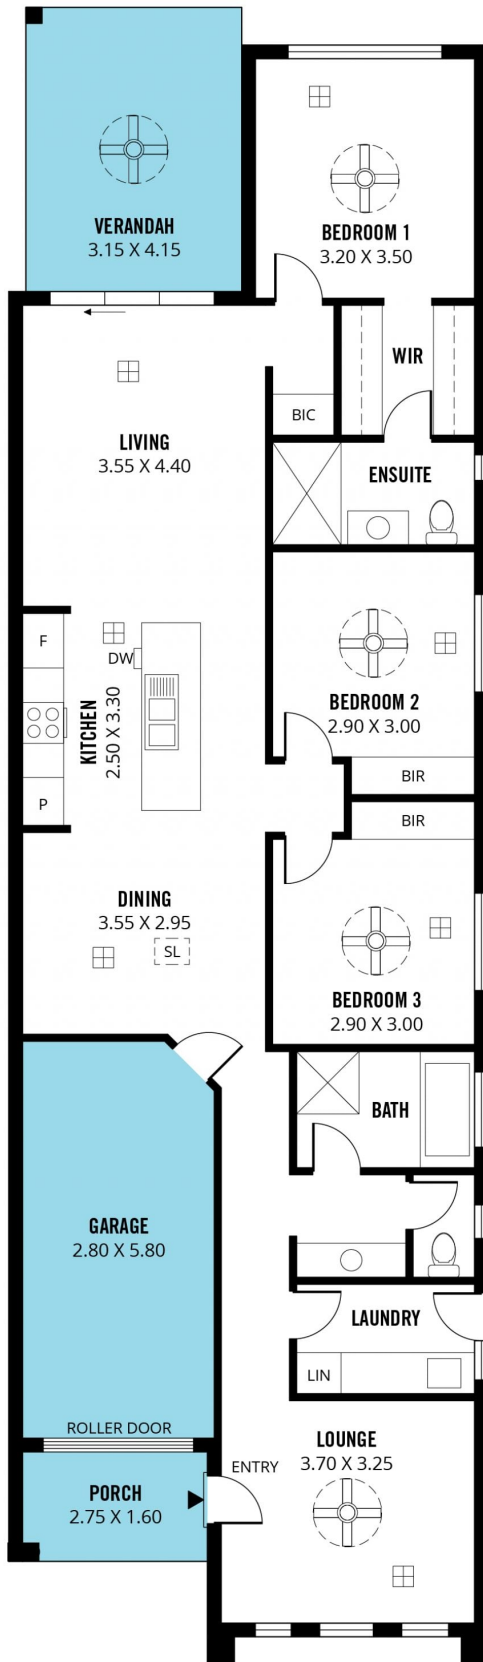 VERANDAH
3.15 X 4.15
BEDROOM 1
3.20 X 3.50
WIR
BIC
LIVING
3.55 X 4.40
ENSUITE
F
DW
KITCHEN
2.50 X 3.30
P
BEDROOM 2
2.90 X 3.00
BIR
BIR
DINING
3.55 X 2.95
SL
BEDROOM 3
2.90 X 3.00
BATH
GARAGE
2.80 X 5.80
LAUNDRY
LIN
ROLLER DOOR
LOUNGE
3.70 X 3.25
ENTRY
PORCH
2.75 X 1.60